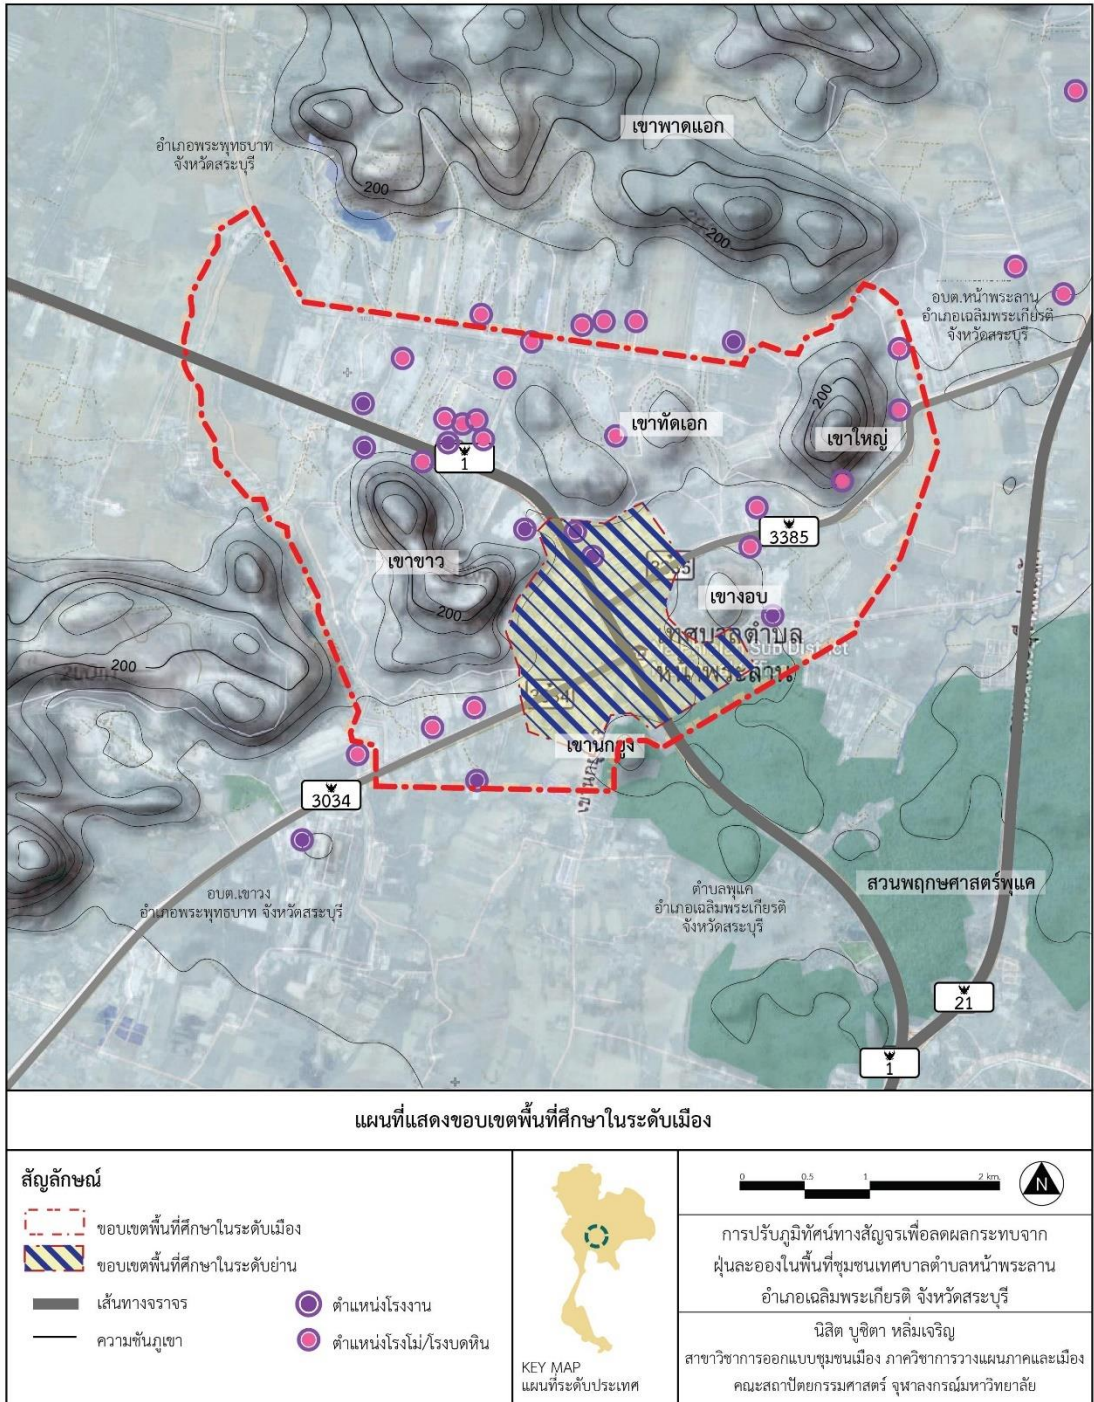 เขาพาดแอก
อำเภอพระพุทธบาท
จังหวัดสระบุรี
200
200
อบต.หน้าพระลาน
อำเภอเฉลิมพระเกียรติ
จังหวัดสระบุรี
200
เขาทัดเอก
เขาใหญ่
1
3385
เขาขาว
เขางอบ
200
เทศบาลตำบล
Sub District
หน้าพระลาน
200
3034
เขานกยูง
3034
อบต.เขาวง
อำเภอพระพุทธบาท จังหวัดสระบุรี
ตำบลพุแค
อำเภอเฉลิมพระเกียรติ
จังหวัดสระบุรี
สวนพฤกษศาสตร์พุแค
21
1
แผนที่แสดงขอบเขตพื้นที่ศึกษาในระดับเมือง
สัญลักษณ์
ขอบเขตพื้นที่ศึกษาในระดับเมือง
ขอบเขตพื้นที่ศึกษาในระดับย่าน
เส้นทางจราจร
ตำแหน่งโรงงาน
ความชันภูเขา
ตำแหน่งโรงโม่/โรงบดหิน
KEY MAP
แผนที่ระดับประเทศ
0 0.5 1 2 km.
N
การปรับภูมิทัศน์ทางสัญจรเพื่อลดผลกระทบจาก
ฝุ่นละอองในพื้นที่ชุมชนเทศบาลตำบลหน้าพระลาน
อำเภอเฉลิมพระเกียรติ จังหวัดสระบุรี
นิสิต บูชิตา หลิ่มเจริญ
สาขาวิชาการออกแบบชุมชนเมือง ภาควิชาการวางแผนภาคและเมือง
คณะสถาปัตยกรรมศาสตร์ จุฬาลงกรณ์มหาวิทยาลัย